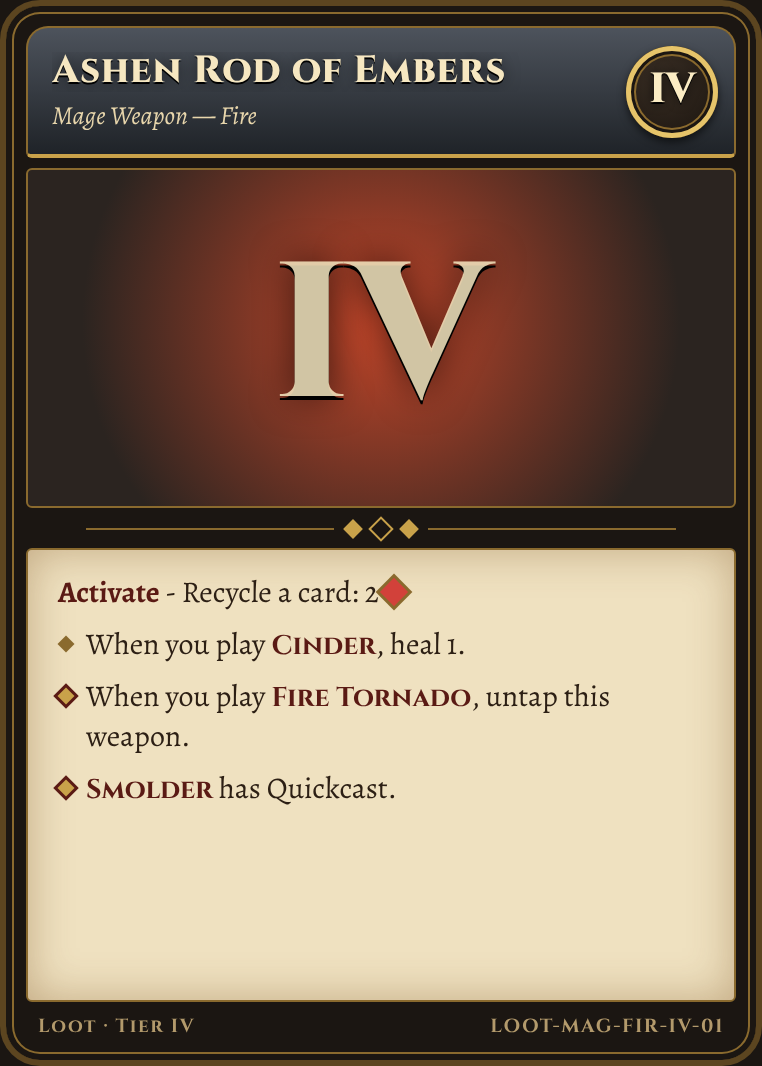 Ashen Rod of Embers
Mage Weapon — Fire
IV
IV
Activate - Recycle a card: 2
When you play Cinder, heal 1.
When you play Fire Tornado, untap this
weapon.
Smolder has Quickcast.
Loot · Tier IV
LOOT-MAG-FIR-IV-01